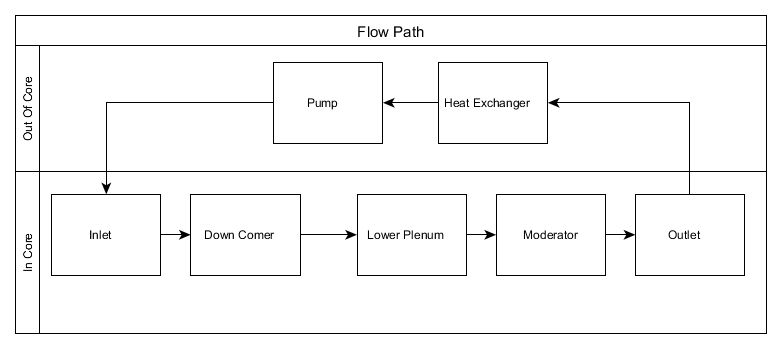 Flow Path
Out Of Core
Pump
Heat Exchanger
In Core
Inlet
Down Comer
Lower Plenum
Moderator
Outlet